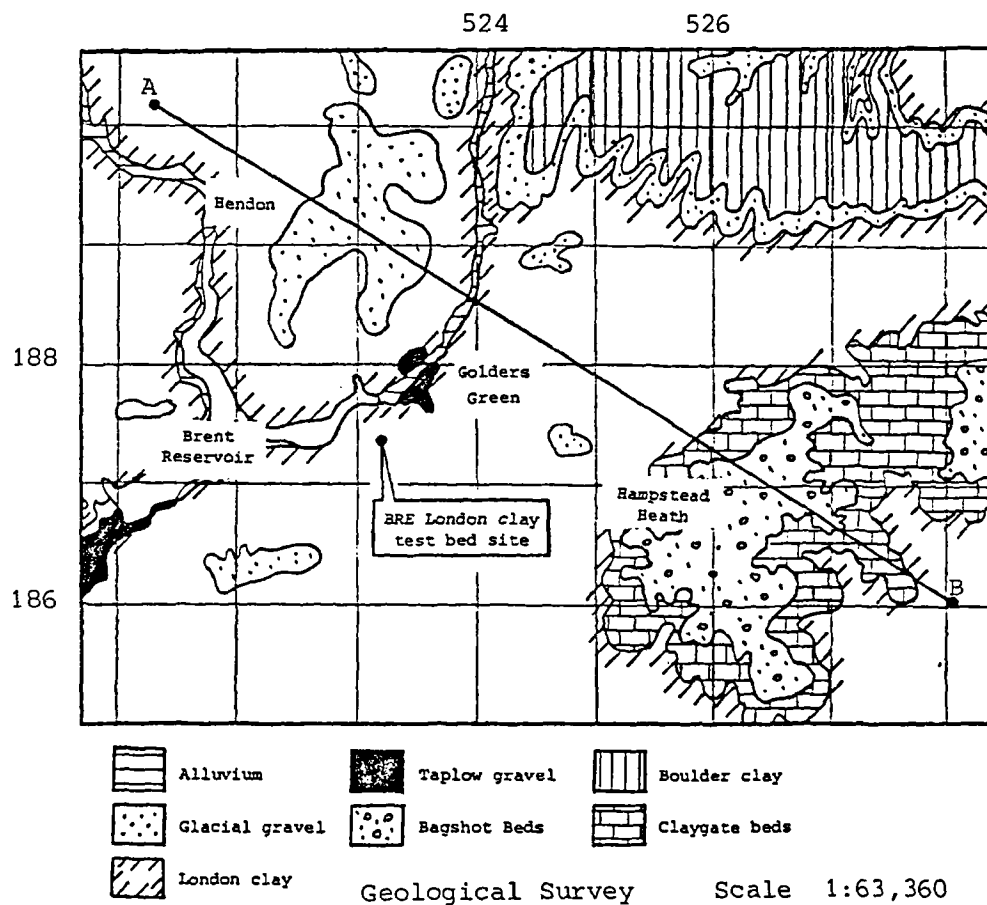 524 526
A
Hendon
188
Golders
Green
Brent
Reservoir
Hampstead
Heath
BRE London clay
test bed site
186
B
Alluvium Taplow gravel Boulder clay
Glacial gravel Bagshot Beds Claygate beds
London clay
Geological Survey Scale 1:63,360